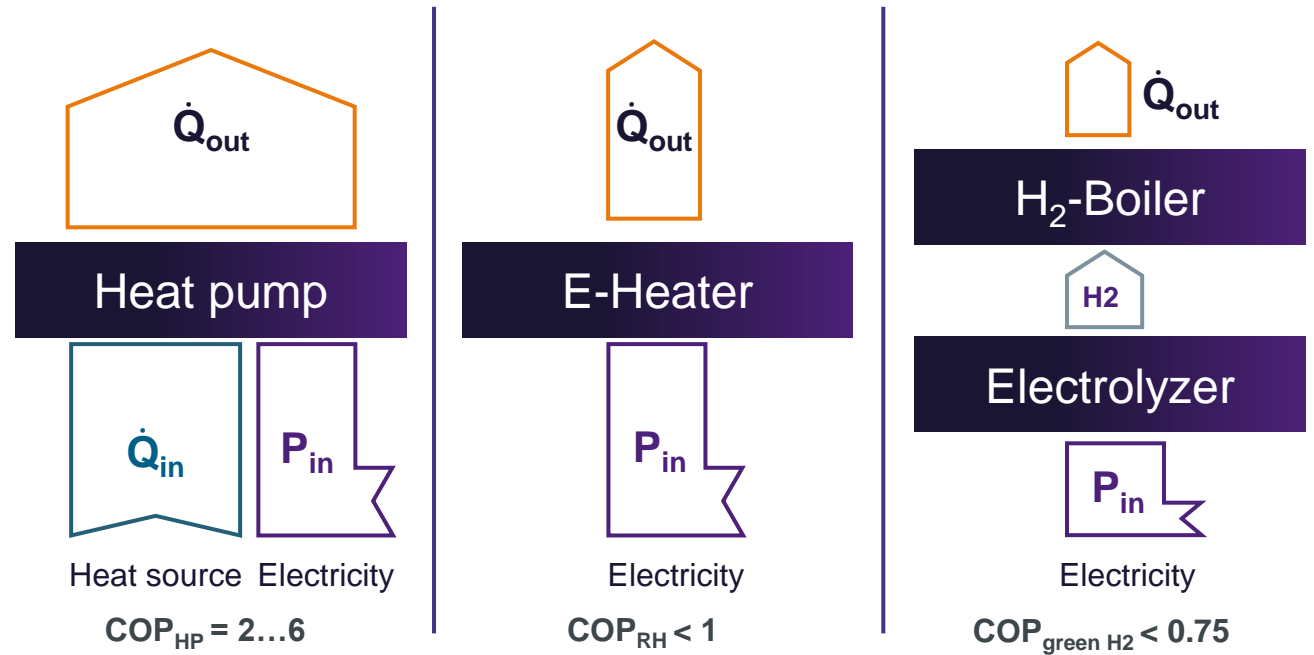 Q̇out
Heat pump
Q̇in
Pin
Heat source
Electricity
COPHP = 2…6
Q̇out
E-Heater
Pin
Electricity
COPRH < 1
Q̇out
H2-Boiler
H2
Electrolyzer
Pin
Electricity
COPgreen H2 < 0.75